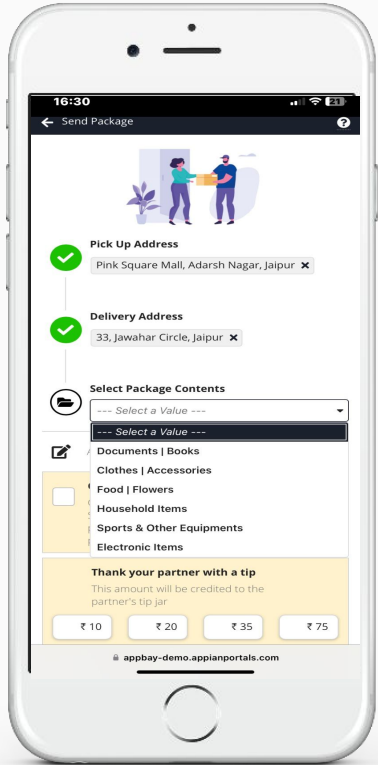 16:30
21
Send Package
?
Pick Up Address
Pink Square Mall, Adarsh Nagar, Jaipur ×
Delivery Address
33, Jawahar Circle, Jaipur ×
Select Package Contents
--- Select a Value ---
--- Select a Value ---
Documents | Books
Clothes | Accessories
Food | Flowers
Household Items
Sports & Other Equipments
Electronic Items
Thank your partner with a tip
This amount will be credited to the
partner's tip jar
₹ 10 ₹ 20 ₹ 35 ₹ 75
appbay-demo.appianportals.com